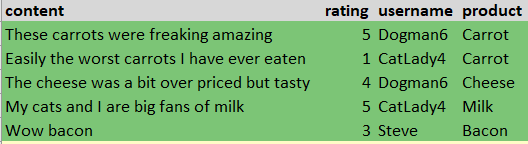 content rating username product
These carrots were freaking amazing 5 Dogman6 Carrot
Easily the worst carrots I have ever eaten 1 CatLady4 Carrot
The cheese was a bit over priced but tasty 4 Dogman6 Cheese
My cats and I are big fans of milk 5 CatLady4 Milk
Wow bacon 3 Steve Bacon